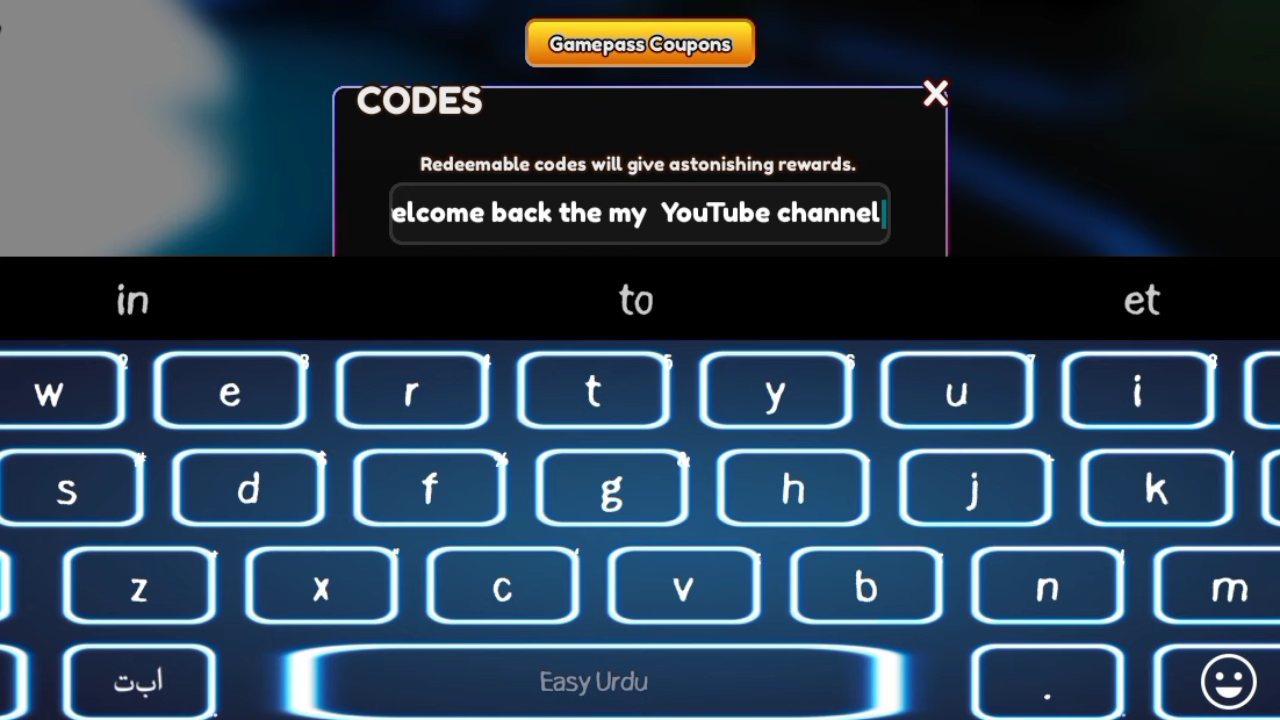 Gamepass Coupons
CODES X
Redeemable codes will give astonishing rewards.
elcome back the my  YouTube channel
in to et
w e r t y u i
s d f g h j k
z x c v b n m
ا ب ت Easy Urdu .